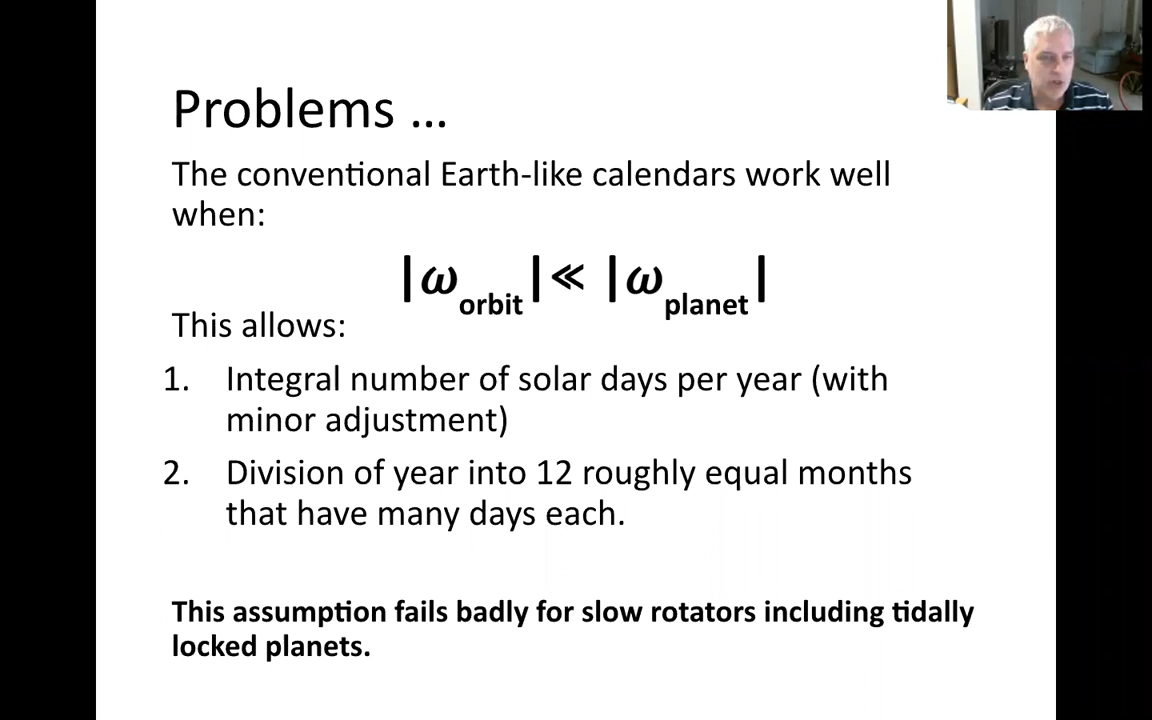 Problems ...
The conventional Earth-like calendars work well
when:
|ω_orbit| ≪ |ω_planet|
This allows:
1. Integral number of solar days per year (with
minor adjustment)
2. Division of year into 12 roughly equal months
that have many days each.
This assumption fails badly for slow rotators including tidally
locked planets.